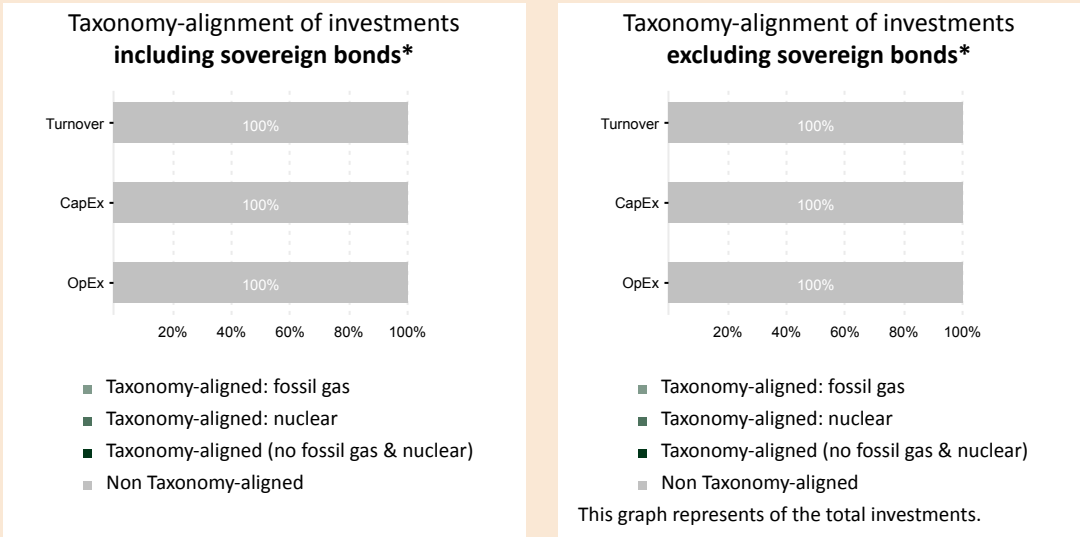 Taxonomy-alignment of investments
including sovereign bonds*
Turnover
100%
CapEx
100%
OpEx
100%
20% 40% 60% 80% 100%
Taxonomy-aligned: fossil gas
Taxonomy-aligned: nuclear
Taxonomy-aligned (no fossil gas & nuclear)
Non Taxonomy-aligned
Taxonomy-alignment of investments
excluding sovereign bonds*
Turnover
100%
CapEx
100%
OpEx
100%
20% 40% 60% 80% 100%
Taxonomy-aligned: fossil gas
Taxonomy-aligned: nuclear
Taxonomy-aligned (no fossil gas & nuclear)
Non Taxonomy-aligned
This graph represents of the total investments.